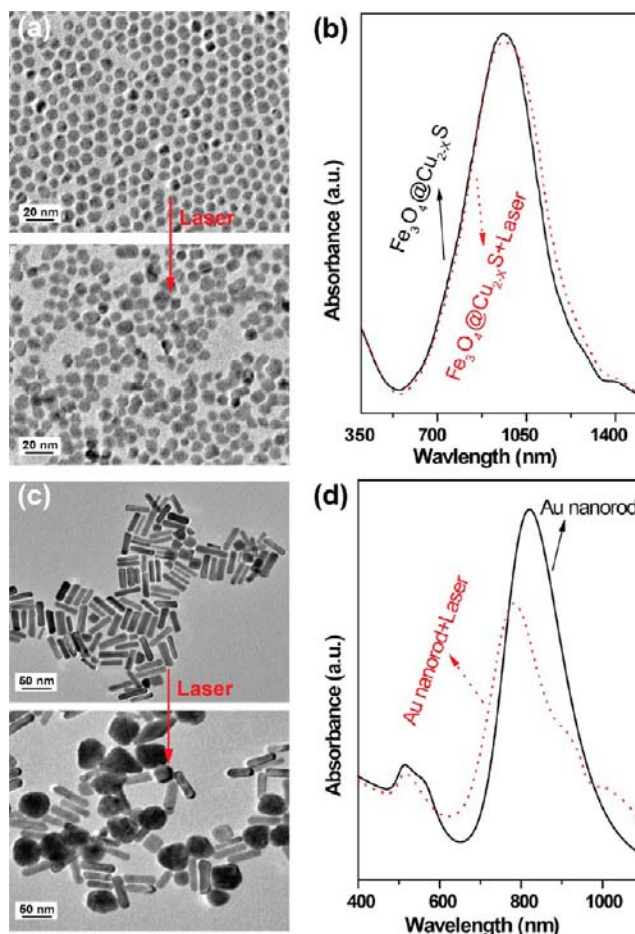 (a)
20 nm
Laser
20 nm
(b)
Absorbance (a.u.)
Fe₃O₄@Cu₂₋ₓS
Fe₃O₄@Cu₂₋ₓS+Laser
350 700 1050 1400
Wavelength (nm)
(c)
50 nm
Laser
50 nm
(d)
Absorbance (a.u.)
Au nanorod
Au nanorod+Laser
400 600 800 1000
Wavelength (nm)